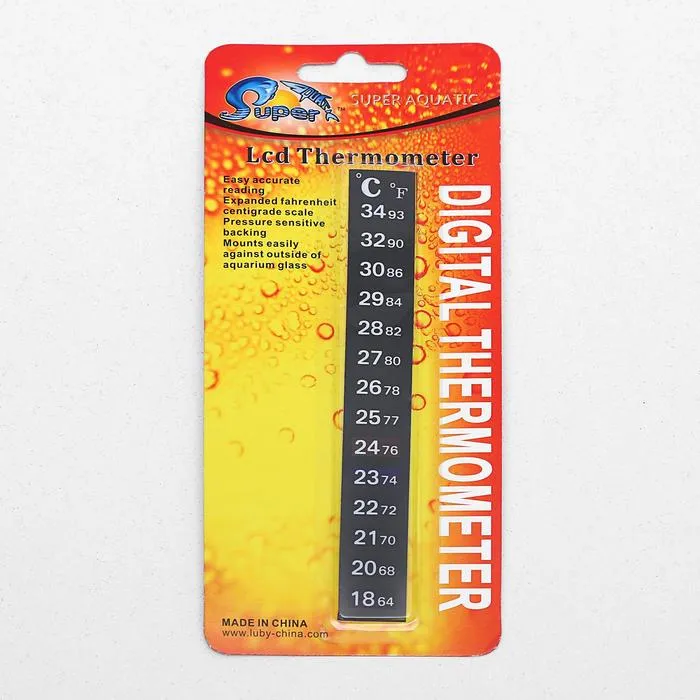 Super AQUATIC™
SUPER AQUATIC
Lcd Thermometer
Easy accurate
reading
Expanded fahrenheit
centigrade scale
Pressure sensitive
backing
Mounts easily
against outside of
aquarium glass
°C °F
34 93
32 90
30 86
29 84
28 82
27 80
26 78
25 77
24 76
23 74
22 72
21 70
20 68
18 64
DIGITAL THERMOMETER
MADE IN CHINA
www.luby-china.com